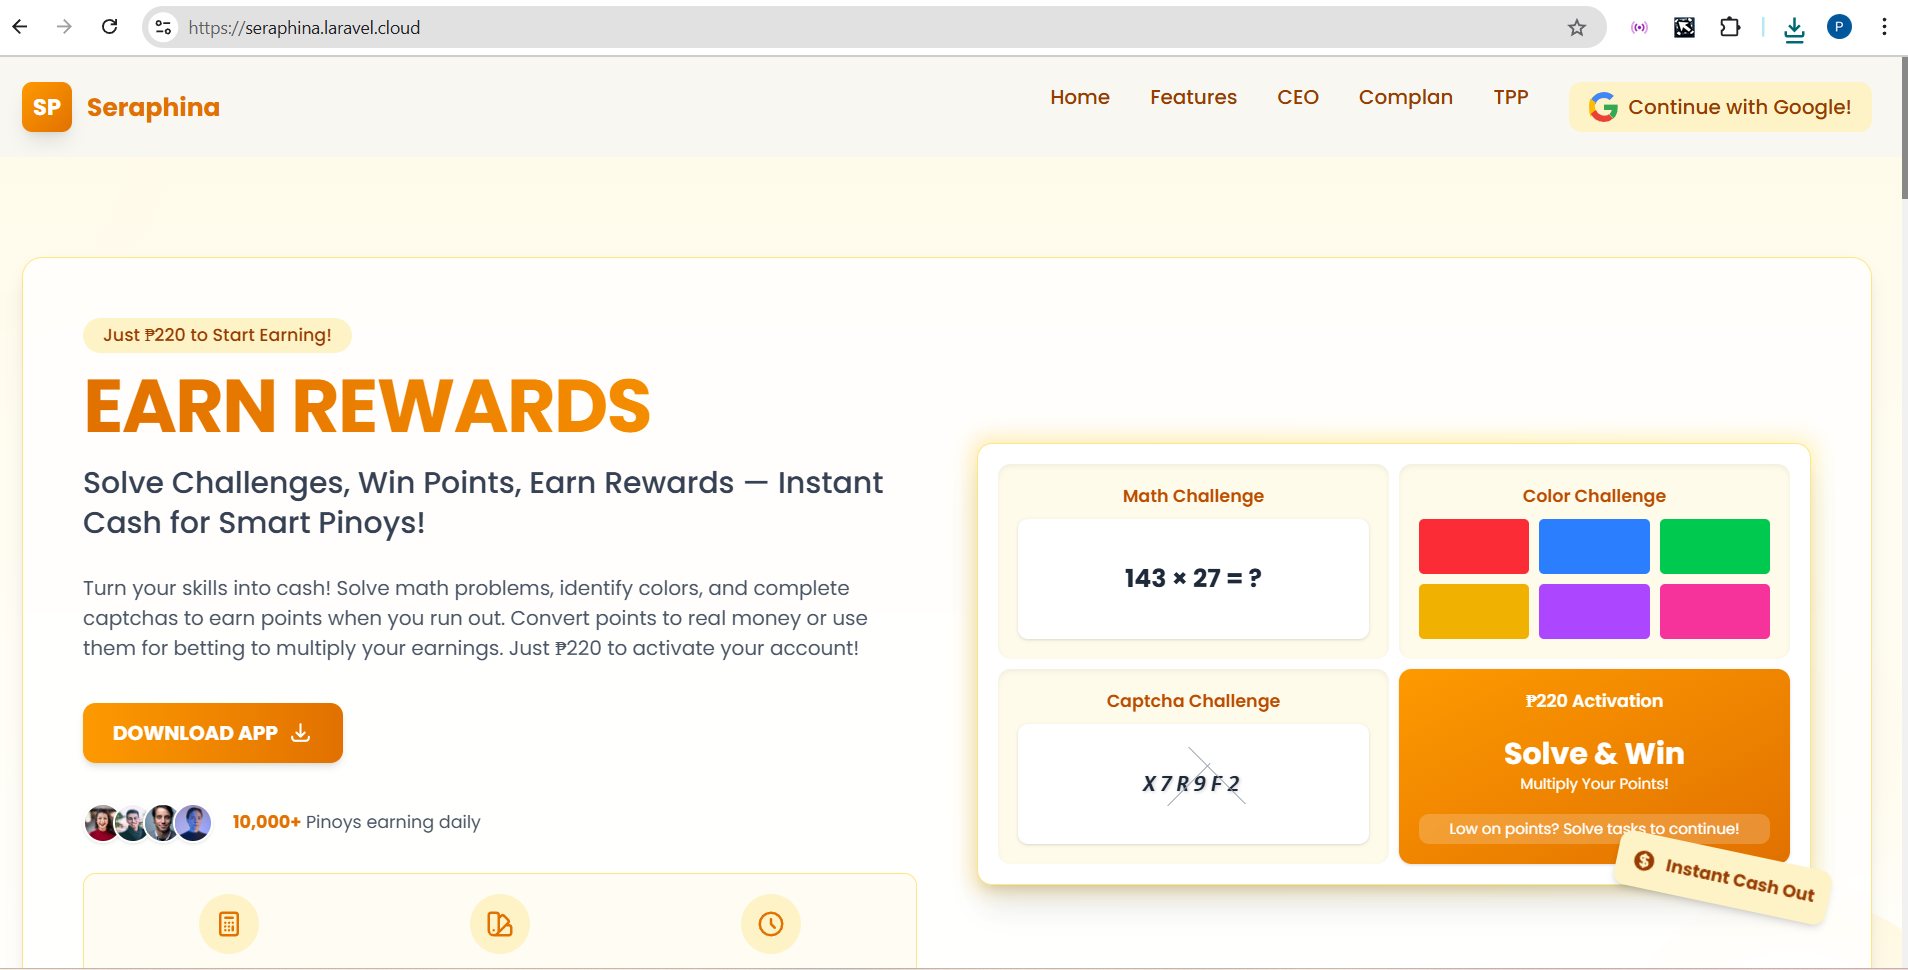 https://seraphina.laravel.cloud
P
SP
Seraphina
Home
Features
CEO
Complan
TPP
Continue with Google!
Just ₱220 to Start Earning!
EARN REWARDS
Solve Challenges, Win Points, Earn Rewards — Instant
Cash for Smart Pinoys!
Turn your skills into cash! Solve math problems, identify colors, and complete
captchas to earn points when you run out. Convert points to real money or use
them for betting to multiply your earnings. Just ₱220 to activate your account!
DOWNLOAD APP
10,000+ Pinoys earning daily
Math Challenge
143 × 27 = ?
Color Challenge
Captcha Challenge
X7R9F2
₱220 Activation
Solve & Win
Multiply Your Points!
Low on points? Solve tasks to continue!
$ Instant Cash Out